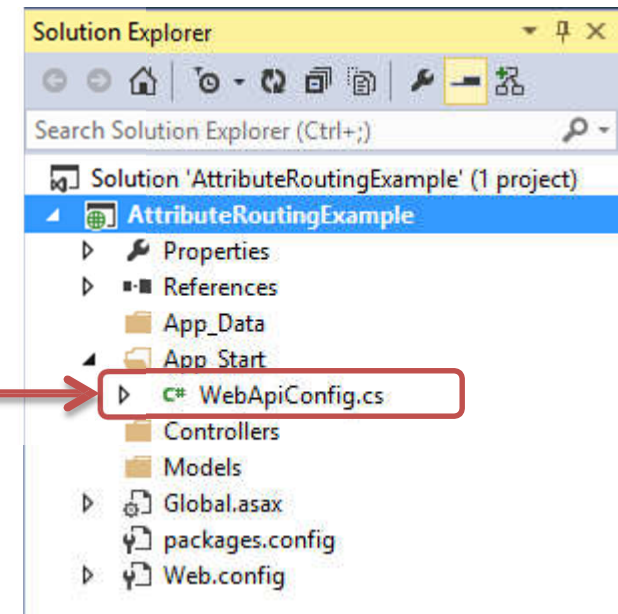 Solution Explorer
Search Solution Explorer (Ctrl+;)
Solution 'AttributeRoutingExample' (1 project)
AttributeRoutingExample
Properties
References
App_Data
App_Start
C# WebApiConfig.cs
Controllers
Models
Global.asax
packages.config
Web.config